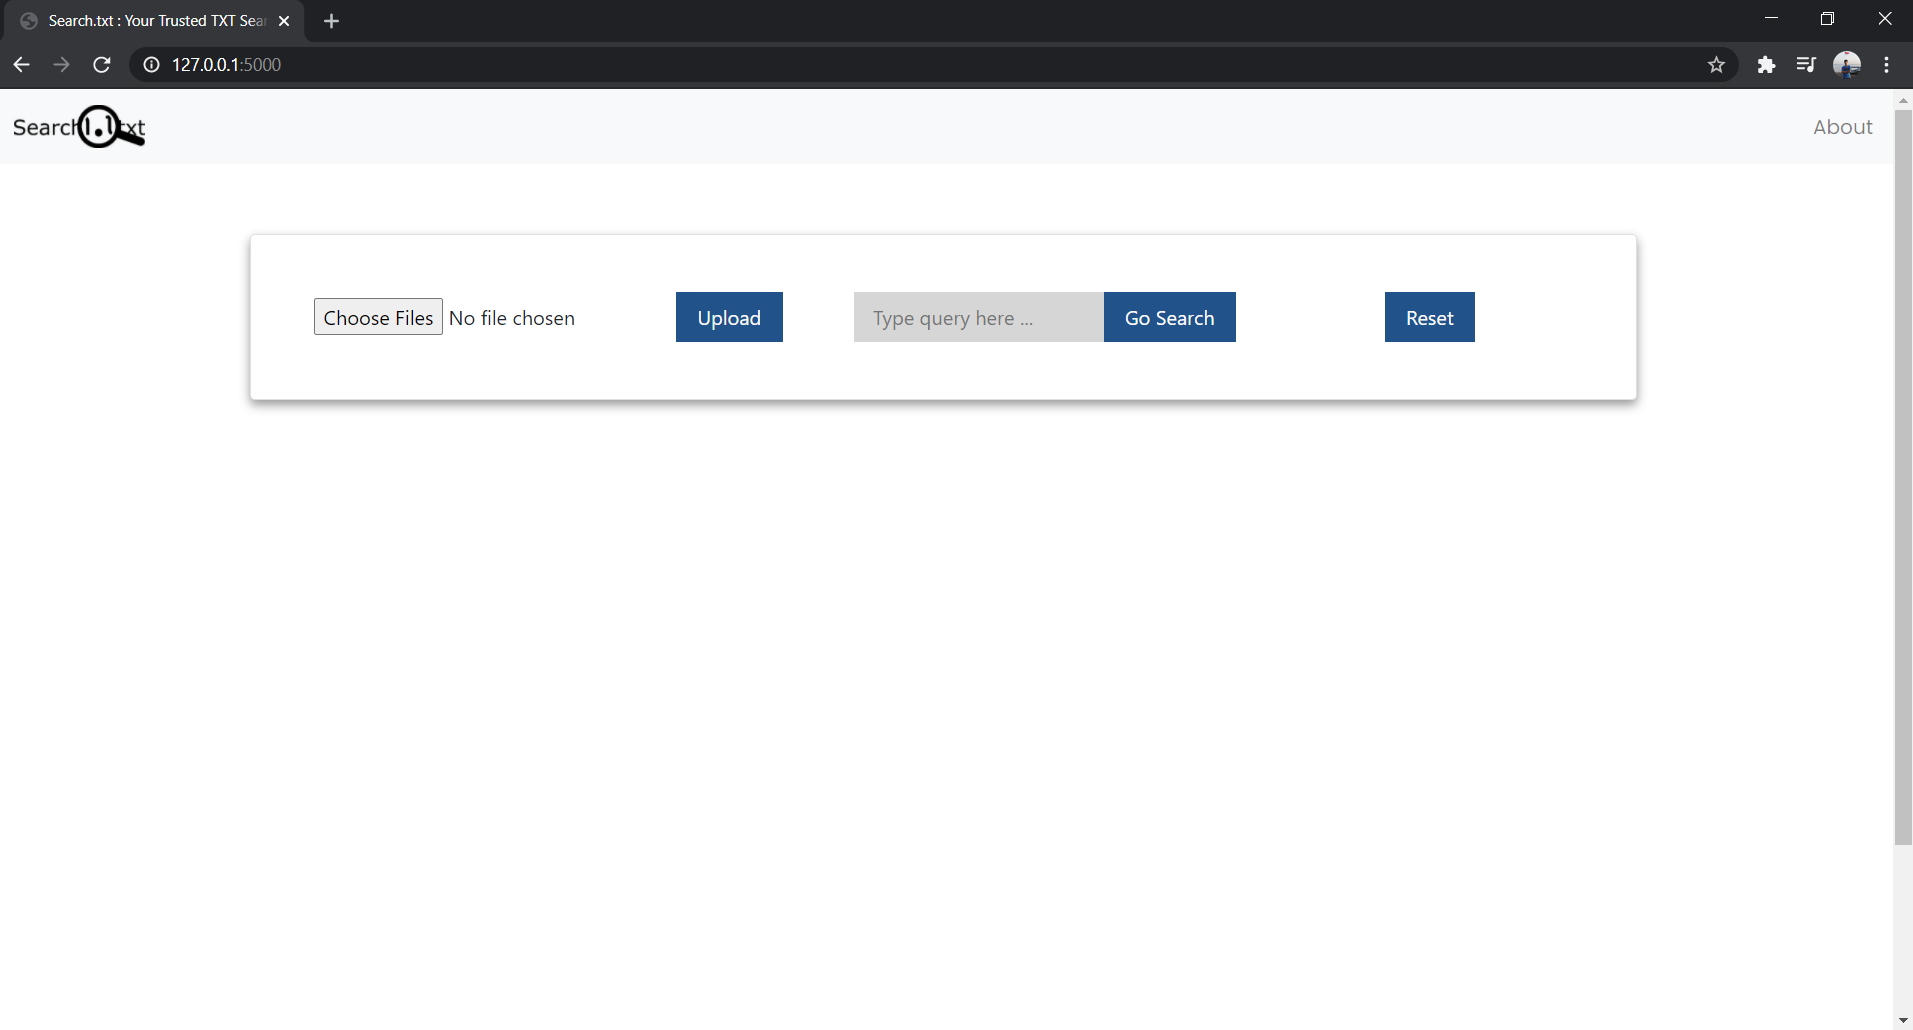 Search.txt : Your Trusted TXT Sear
127.0.0.1:5000
Search.txt
About
Choose Files No file chosen Upload Type query here ... Go Search Reset